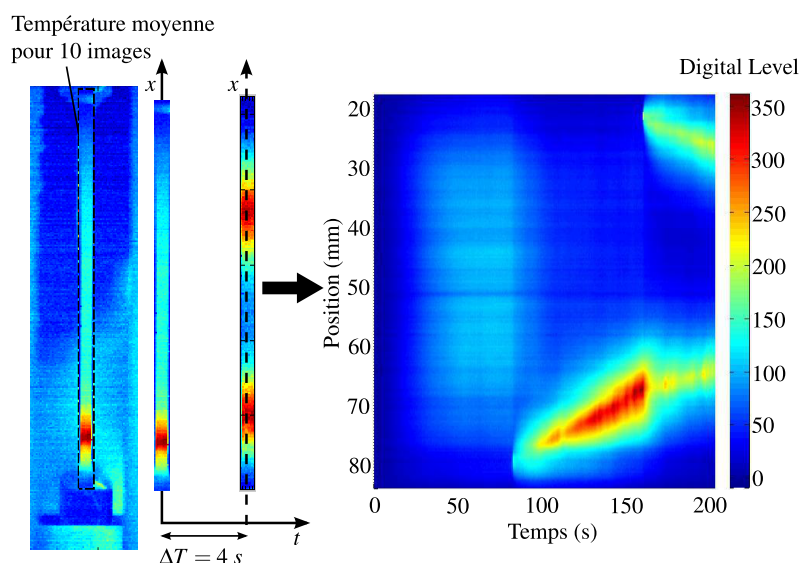 Température moyenne
pour 10 images
x
x
t
ΔT = 4 s
Digital Level
350
300
250
200
150
100
50
0
Position (mm)
20
30
40
50
60
70
80
0
50
100
150
200
Temps (s)